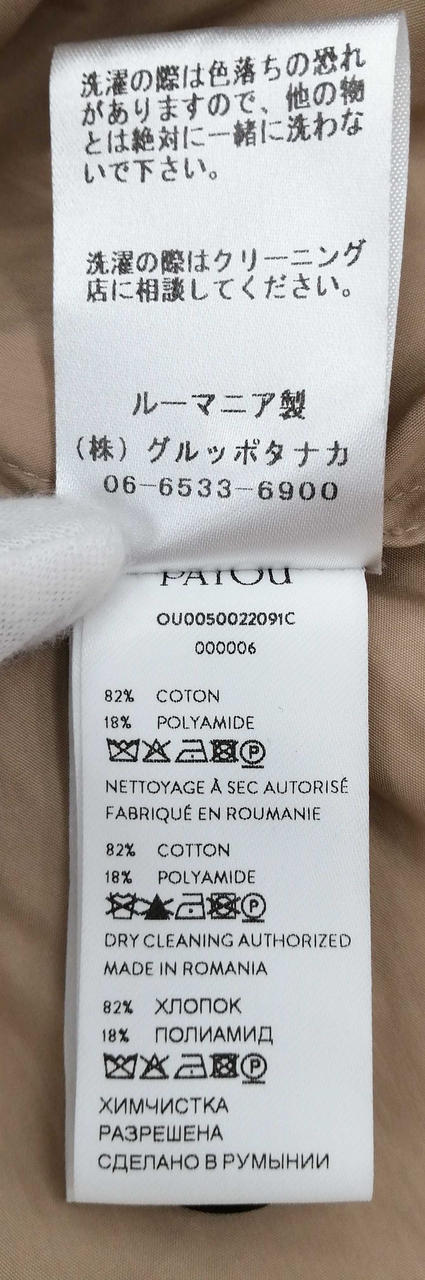 洗濯の際は色落ちの恐れ
がありますので、他の物
とは絶対に一緒に洗わな
いで下さい。
洗濯の際はクリーニング
店に相談してください。
ルーマニア製
（株）グルッポタナカ
06-6533-6900
PATOU
OU0050022091C
000006
82% COTON
18% POLYAMIDE
P
NETTOYAGE À SEC AUTORISÉ
FABRIQUÉ EN ROUMANIE
82% COTTON
18% POLYAMIDE
P
DRY CLEANING AUTHORIZED
MADE IN ROMANIA
82% ХЛОПОК
18% ПОЛИАМИД
P
ХИМЧИСТКА
РАЗРЕШЕНА
СДЕЛАНО В РУМЫНИИ